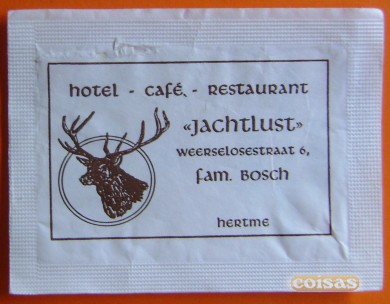 hotel - café - restaurant
«Jachtlust»
weerselosestraat 6,
fam. Bosch
hertme
coisas